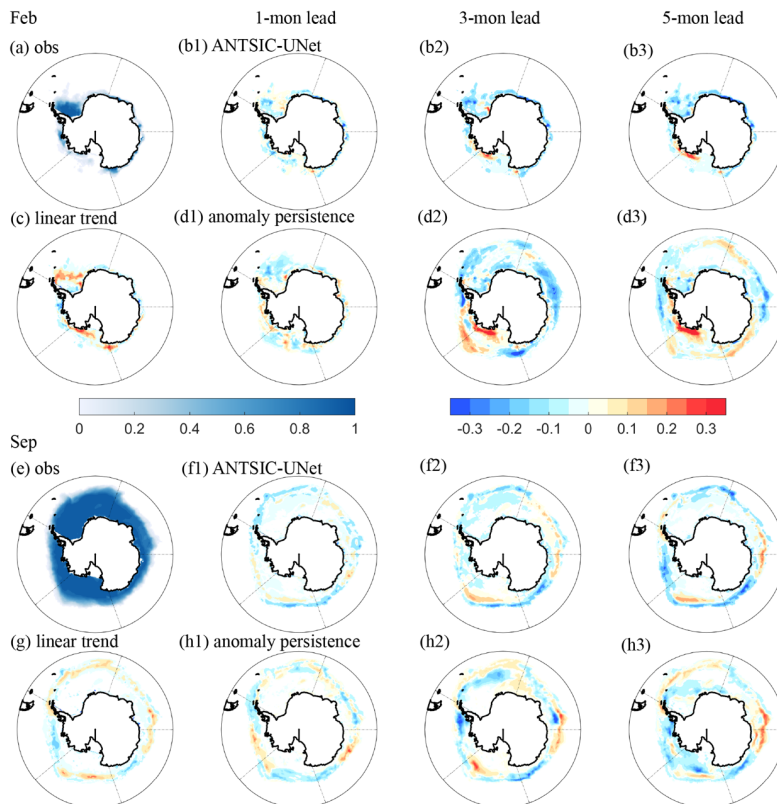 Feb 1-mon lead 3-mon lead 5-mon lead
(a) obs (b1) ANTSIC-UNet (b2) (b3)
(c) linear trend (d1) anomaly persistence (d2) (d3)
0 0.2 0.4 0.6 0.8 1 -0.3 -0.2 -0.1 0 0.1 0.2 0.3
Sep
(e) obs (f1) ANTSIC-UNet (f2) (f3)
(g) linear trend (h1) anomaly persistence (h2) (h3)